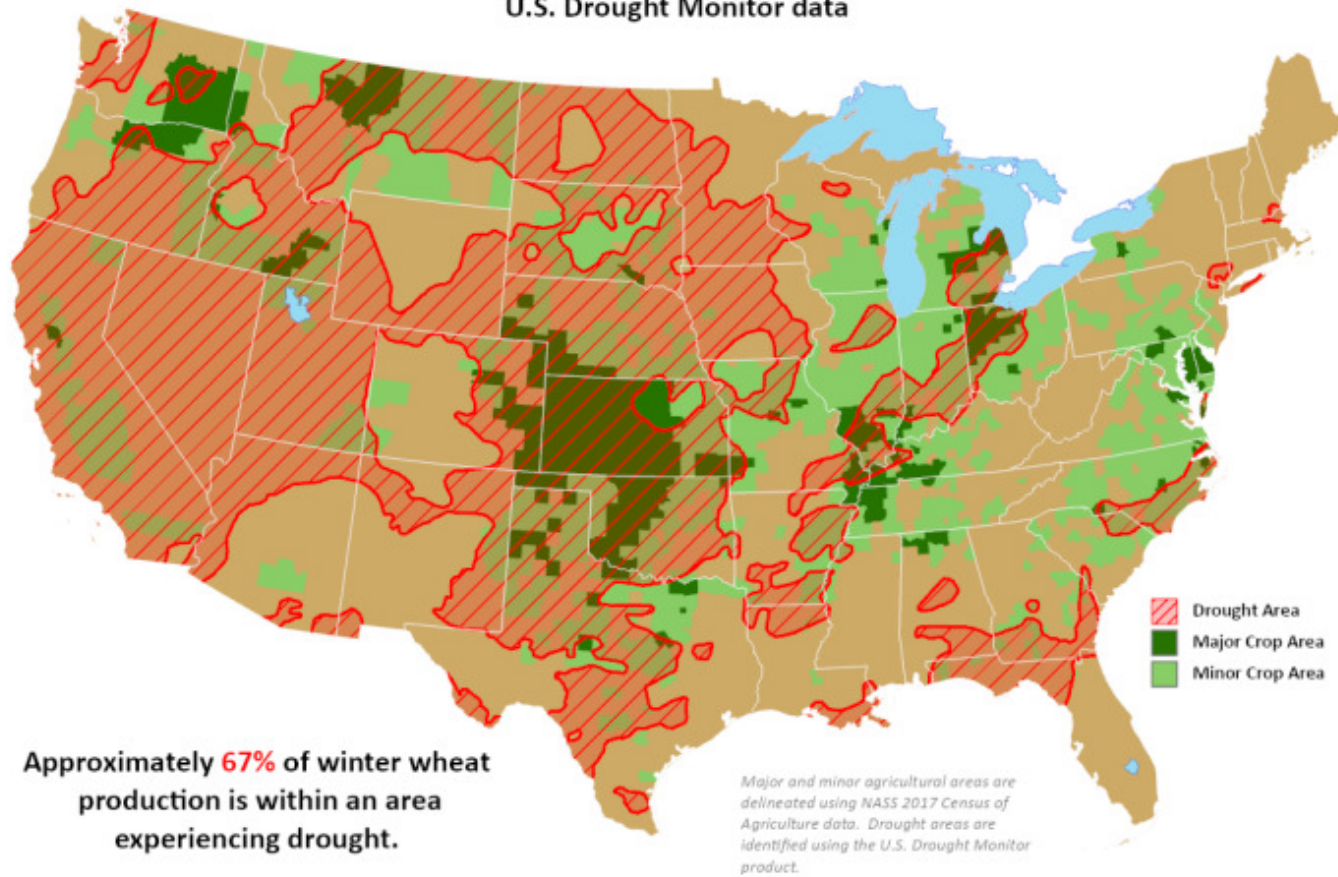 U.S. Drought Monitor data
Drought Area
Major Crop Area
Minor Crop Area
Approximately 67% of winter wheat
production is within an area
experiencing drought.
Major and minor agricultural areas are
delineated using NASS 2017 Census of
Agriculture data. Drought areas are
identified using the U.S. Drought Monitor
product.